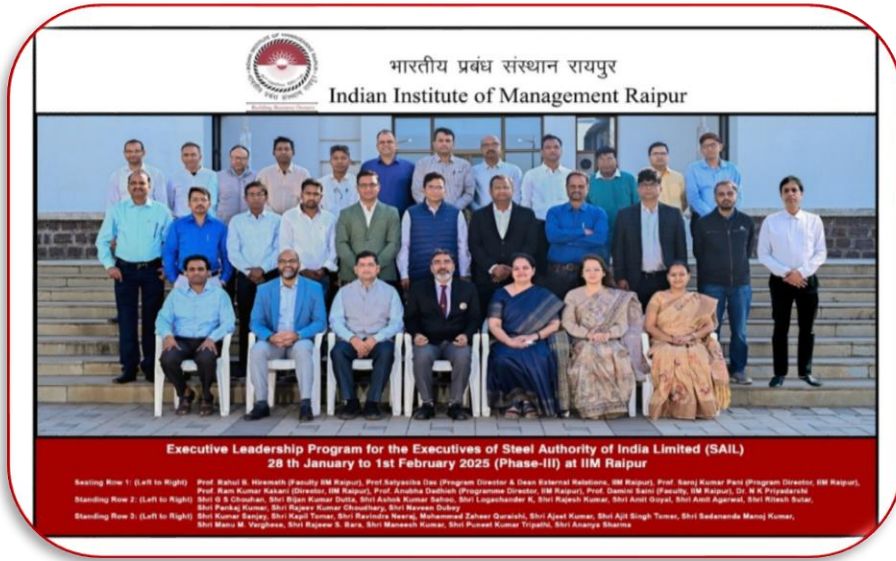 भारतीय प्रबंध संस्थान रायपुर
Indian Institute of Management Raipur
Building Business Owners
Executive Leadership Program for the Executives of Steel Authority of India Limited (SAIL)
28 th January to 1st February 2025 (Phase-III) at IIM Raipur
Seating Row 1: (Left to Right) Prof. Rahul B. Hiremath (Faculty IIM Raipur), Prof.Satyasiba Das (Program Director & Dean External Relations, IIM Raipur), Prof. Saroj Kumar Pani (Program Director, IIM Raipur),
Prof. Ram Kumar Kakani (Director, IIM Raipur), Prof. Anubha Dadhich (Programme Director, IIM Raipur), Prof. Damini Saini (Faculty, IIM Raipur), Dr. N K Priyadarshi
Standing Row 2: (Left to Right) Shri G S Chouhan, Shri Bijan Kumar Dutta, Shri Ashok Kumar Sahoo, Shri Logachander K, Shri Rajesh Kumar, Shri Amit Goyal, Shri Amit Agarwal, Shri Ritesh Sutar,
Shri Pankaj Kumar, Shri Rajeev Kumar Choudhary, Shri Naveen Dubey
Standing Row 3: (Left to Right) Shri Kumar Sanjay, Shri Kapil Tomar, Shri Ravindra Neeraj, Mohammad Zaheer Quraishi, Shri Ajeet Kumar, Shri Ajit Singh Tomar, Shri Sadananda Manoj Kumar,
Shri Manu M. Varghese, Shri Rajeew S. Bara, Shri Maneesh Kumar, Shri Puneet Kumar Tripathi, Shri Ananya Sharma